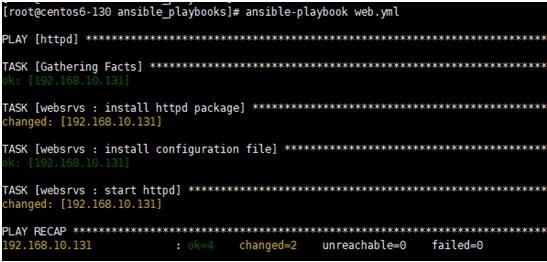 [root@centos6-130 ansible_playbooks]# ansible-playbook web.yml
PLAY [httpd] *******************************************************************
TASK [Gathering Facts] *********************************************************
ok: [192.168.10.131]
TASK [websrvs : install httpd package] *****************************************
changed: [192.168.10.131]
TASK [websrvs : install configuration file] ************************************
ok: [192.168.10.131]
TASK [websrvs : start httpd] ***************************************************
changed: [192.168.10.131]
PLAY RECAP *********************************************************************
192.168.10.131 : ok=4 changed=2 unreachable=0 failed=0